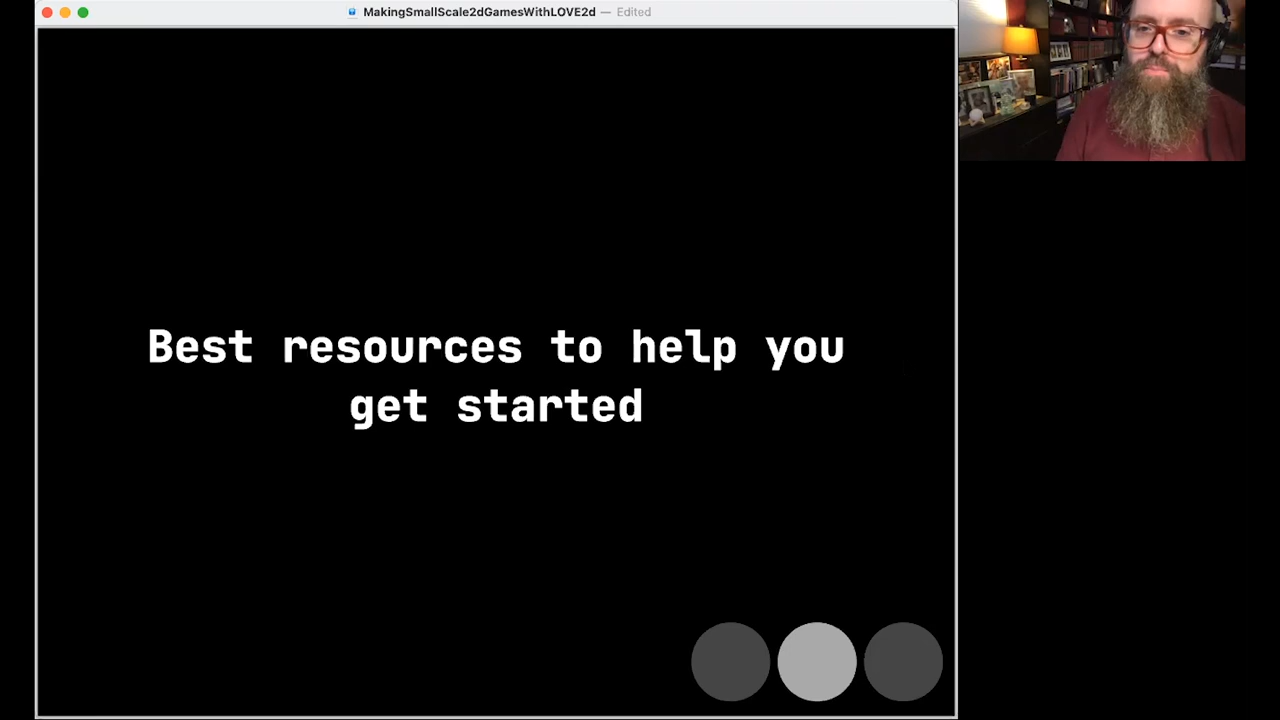 MakingSmallScale2dGamesWithLOVE2d — Edited
Best resources to help you
get started